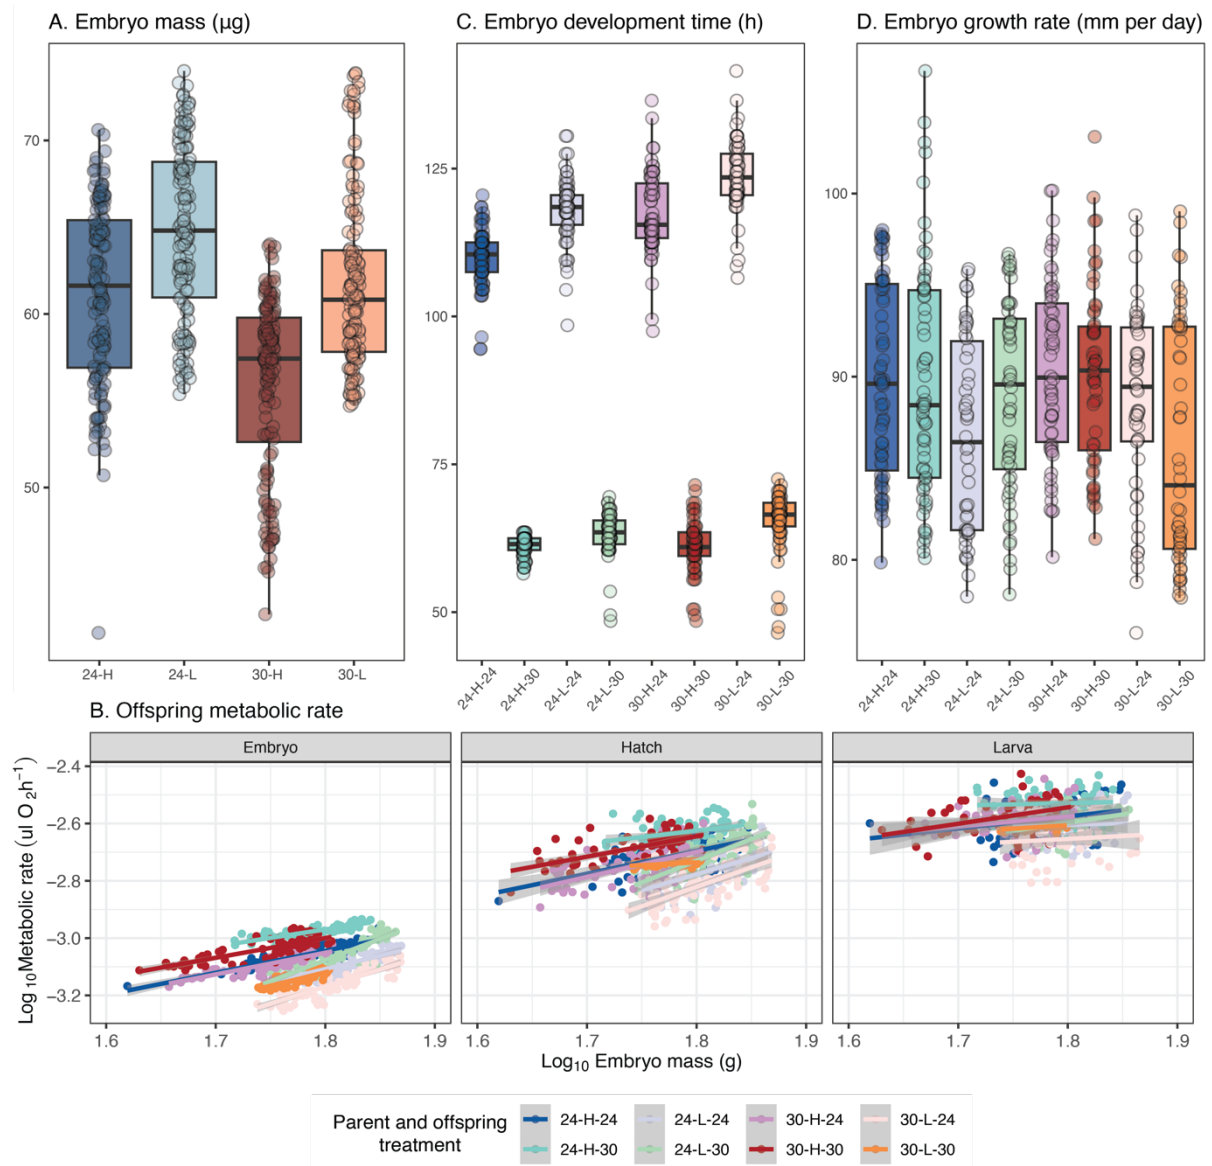 A. Embryo mass (μg)
C. Embryo development time (h)
D. Embryo growth rate (mm per day)
70
60
50
24-H
24-L
30-H
30-L
125
100
75
50
24-H-24
24-H-30
24-L-24
24-L-30
30-H-24
30-H-30
30-L-24
30-L-30
100
90
80
24-H-24
24-H-30
24-L-24
24-L-30
30-H-24
30-H-30
30-L-24
30-L-30
B. Offspring metabolic rate
Embryo
Hatch
Larva
Log10Metabolic rate (ul O2h−1)
−2.4
−2.6
−2.8
−3.0
−3.2
1.6 1.7 1.8 1.9
1.6 1.7 1.8 1.9
1.6 1.7 1.8 1.9
Log10 Embryo mass (g)
Parent and offspring
treatment
24-H-24
24-L-24
30-H-24
30-L-24
24-H-30
24-L-30
30-H-30
30-L-30